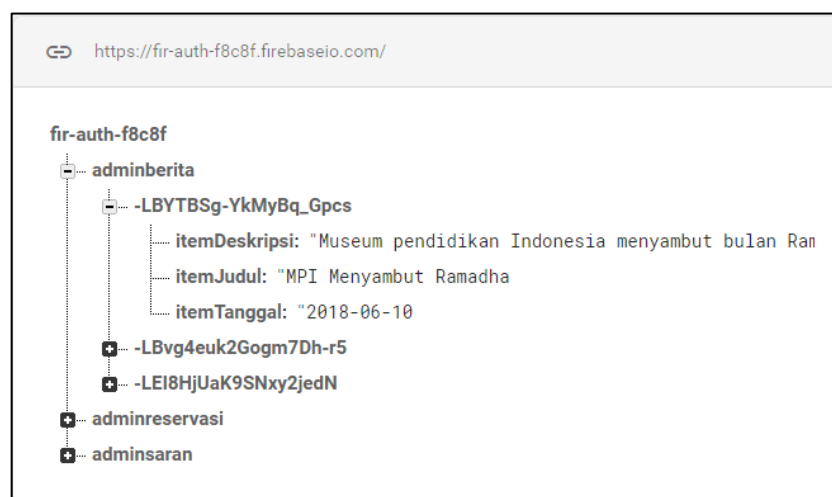 https://fir-auth-f8c8f.firebaseio.com/
fir-auth-f8c8f
adminberita
-LBYTBSg-YkMyBq_Gpcs
itemDeskripsi: "Museum pendidikan Indonesia menyambut bulan Ram
itemJudul: "MPI Menyambut Ramadha
itemTanggal: "2018-06-10
-LBvg4euk2Gogm7Dh-r5
-LEI8HjUaK9SNxy2jedN
adminreservasi
adminsaran